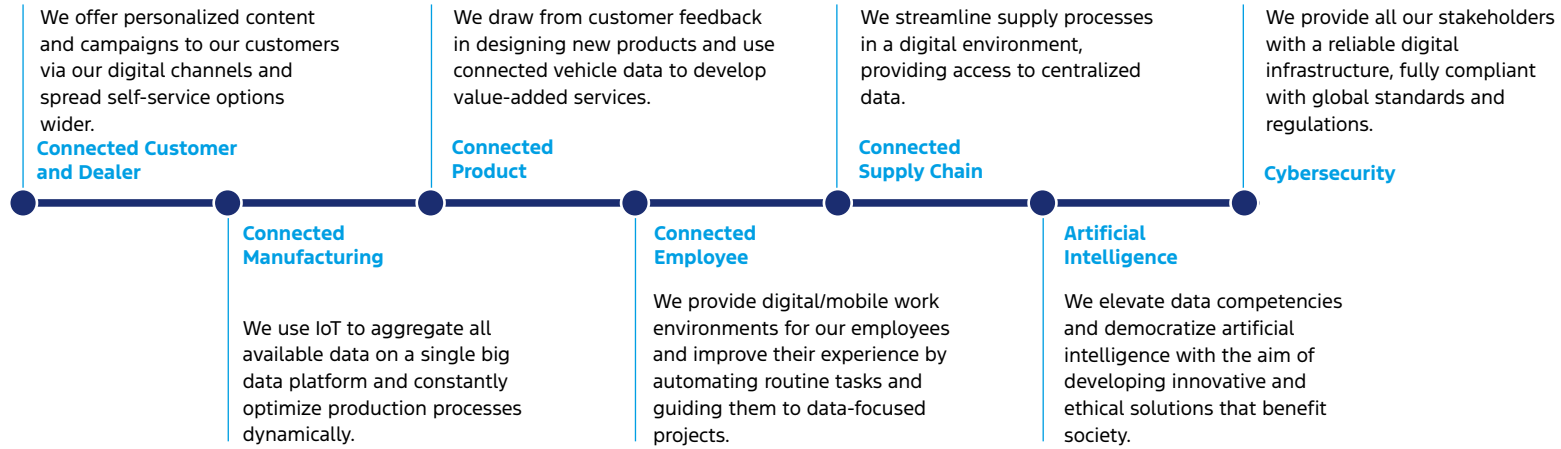 We offer personalized content
and campaigns to our customers
via our digital channels and
spread self-service options
wider.
Connected Customer
and Dealer
Connected
Manufacturing
We use IoT to aggregate all
available data on a single big
data platform and constantly
optimize production processes
dynamically.
We draw from customer feedback
in designing new products and use
connected vehicle data to develop
value-added services.
Connected
Product
Connected
Employee
We provide digital/mobile work
environments for our employees
and improve their experience by
automating routine tasks and
guiding them to data-focused
projects.
We streamline supply processes
in a digital environment,
providing access to centralized
data.
Connected
Supply Chain
Artificial
Intelligence
We elevate data competencies
and democratize artificial
intelligence with the aim of
developing innovative and
ethical solutions that benefit
society.
We provide all our stakeholders
with a reliable digital
infrastructure, fully compliant
with global standards and
regulations.
Cybersecurity